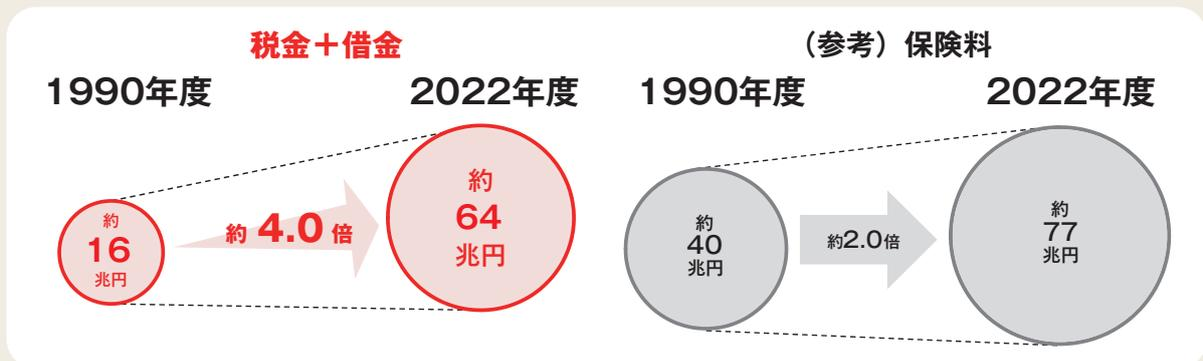 税金＋借金
1990年度
2022年度
約
16
兆円
約 4.0 倍
約
64
兆円
（参考）保険料
1990年度
2022年度
約
40
兆円
約2.0倍
約
77
兆円